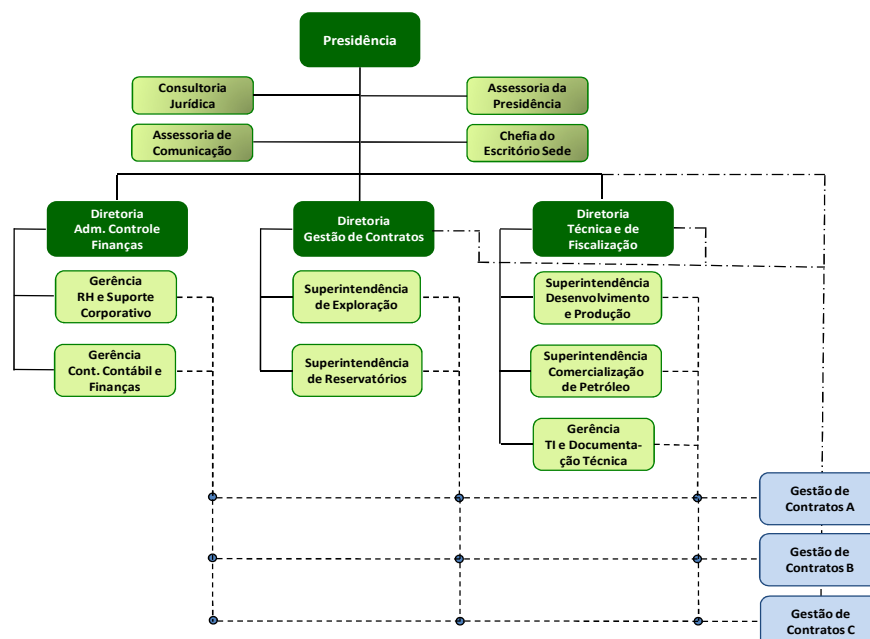 Presidência
Consultoria
Jurídica
Assessoria da
Presidência
Assessoria de
Comunicação
Chefia do
Escritório Sede
Diretoria
Adm. Controle
Finanças
Diretoria
Gestão de Contratos
Diretoria
Técnica e de
Fiscalização
Gerência
RH e Suporte
Corporativo
Superintendência
de Exploração
Superintendência
Desenvolvimento
e Produção
Gerência
Cont. Contábil e
Finanças
Superintendência
de Reservatórios
Superintendência
Comercialização
de Petróleo
Gerência
TI e Documenta-
ção Técnica
Gestão de
Contratos A
Gestão de
Contratos B
Gestão de
Contratos C